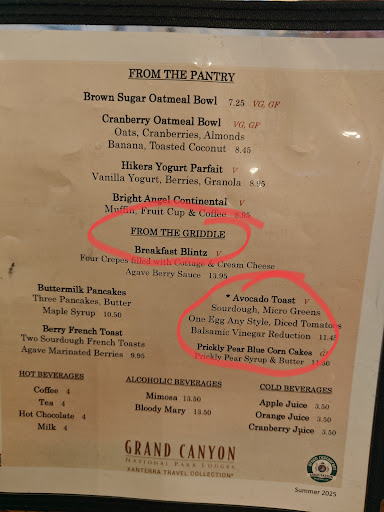 FROM THE PANTRY
Brown Sugar Oatmeal Bowl 7.25 VG, GF
Cranberry Oatmeal Bowl VG, GF
Oats, Cranberries, Almonds
Banana, Toasted Coconut 8.45
Hikers Yogurt Parfait V
Vanilla Yogurt, Berries, Granola 8.95
Bright Angel Continental V
Muffin, Fruit Cup & Coffee 8.95
FROM THE GRIDDLE
Breakfast Blintz V
Four Crepes filled with Cottage & Cream Cheese
Agave Berry Sauce 13.95
Buttermilk Pancakes
Three Pancakes, Butter
Maple Syrup 10.50
Berry French Toast
Two Sourdough French Toasts
Agave Marinated Berries 9.95
* Avocado Toast V
Sourdough, Micro Greens
One Egg Any Style, Diced Tomatoes
Balsamic Vinegar Reduction 11.45
Prickly Pear Blue Corn Cakes
Prickly Pear Syrup & Butter
HOT BEVERAGES
Coffee 4
Tea 4
Hot Chocolate 4
Milk 4
ALCOHOLIC BEVERAGES
Mimosa 13.50
Bloody Mary 13.50
COLD BEVERAGES
Apple Juice 3.50
Orange Juice 3.50
Cranberry Juice 3.50
GRAND CANYON
NATIONAL PARK LODGES
XANTERRA TRAVEL COLLECTION®
Summer 2025